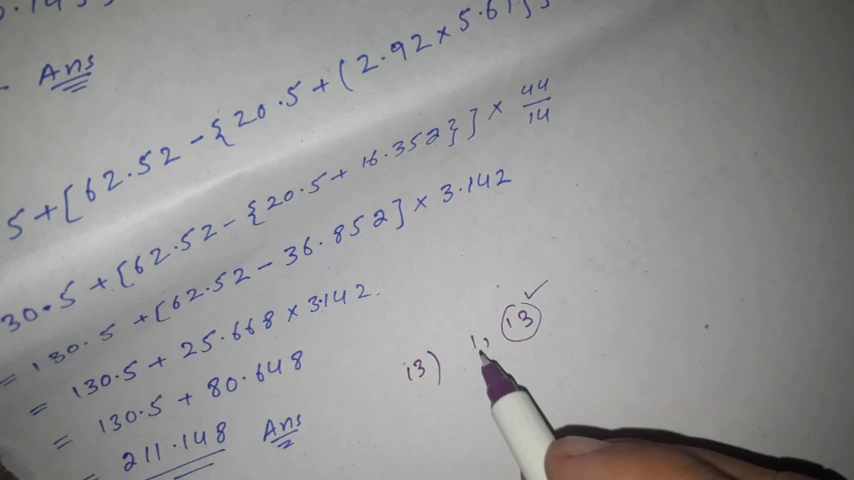 Ans
5+[62.52-{20.5+(2.92×5.6
30.5+[62.52-{20.5+16.352}]×44/14
=130.5+[62.52-36.852]×3.142
=130.5+25.668×3.142.
=130.5+80.648
=211.148 Ans
13) 1, 13 ✓